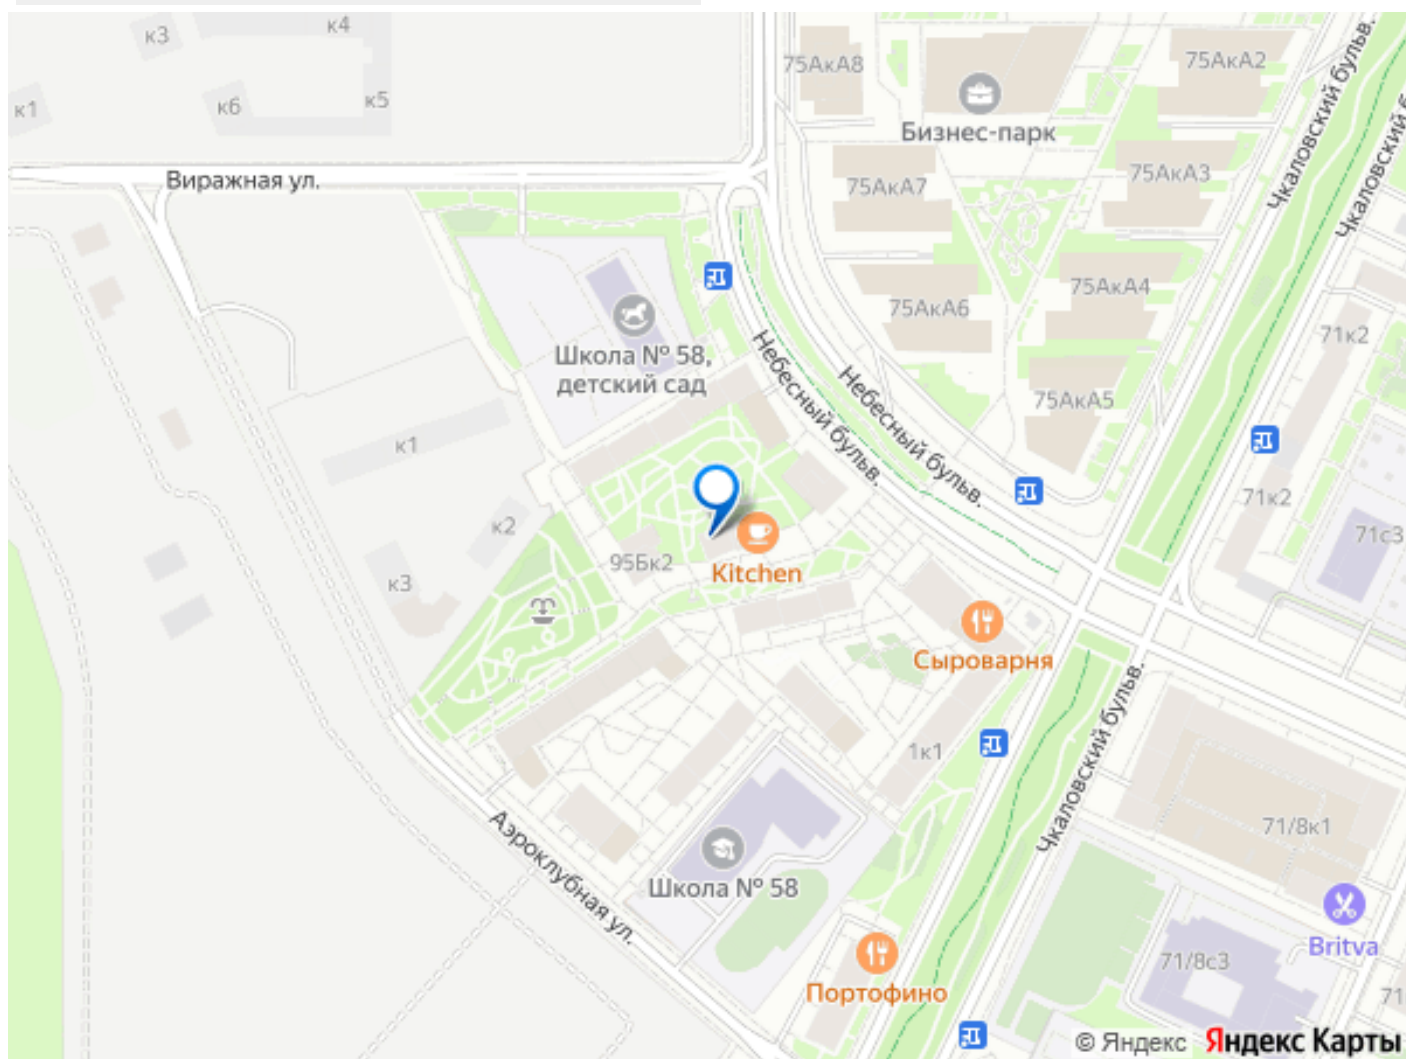 к3
к4
75АкА8
75АкА2
к1
к6
к5
Бизнес-парк
Чкаловский бульв.
Чкаловский б
Виражная ул.
75АкА7
75АкА3
75АкА6
75АкА4
71к2
Школа № 58,
детский сад
Небесный бульв.
Небесный бульв.
75АкА5
к1
71к2
к2
71с3
95Бк2
Kitchen
к3
Сыроварня
1к1
Чкаловский бульв.
71/8к1
Аэроклубная ул.
Школа № 58
Britva
71/8с3
Портофино
71
© Яндекс Яндекс Карты